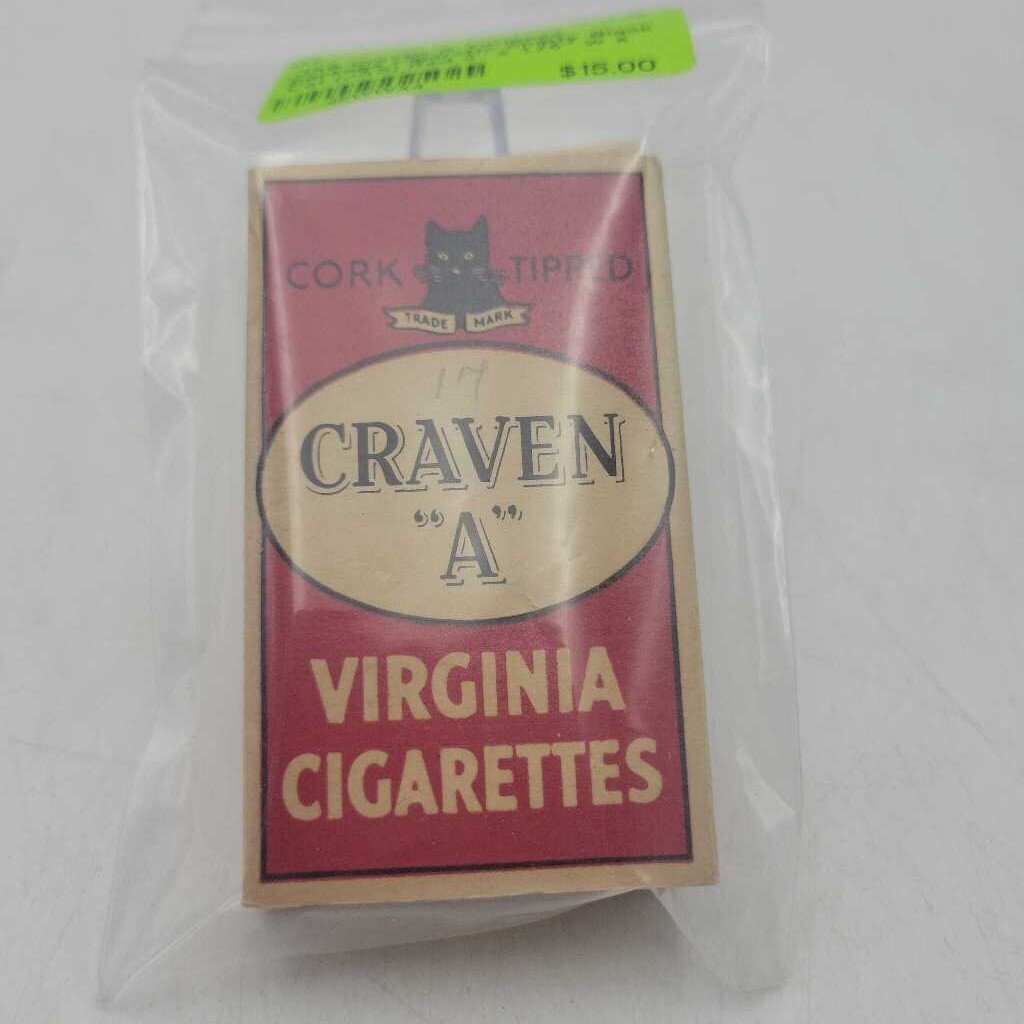 $15.00
CORK TIPPED
TRADE MARK
17
CRAVEN
“A”
VIRGINIA
CIGARETTES